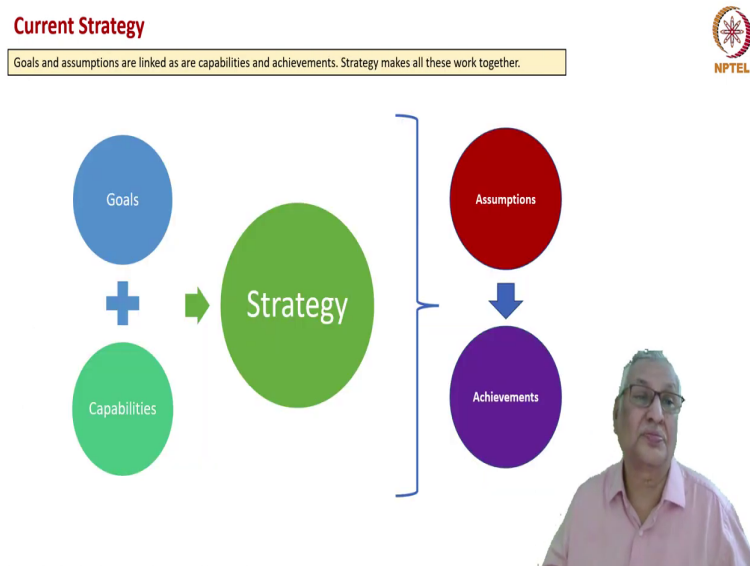 Current Strategy
NPTEL
Goals and assumptions are linked as are capabilities and achievements. Strategy makes all these work together.
Goals
Assumptions
Strategy
Capabilities
Achievements